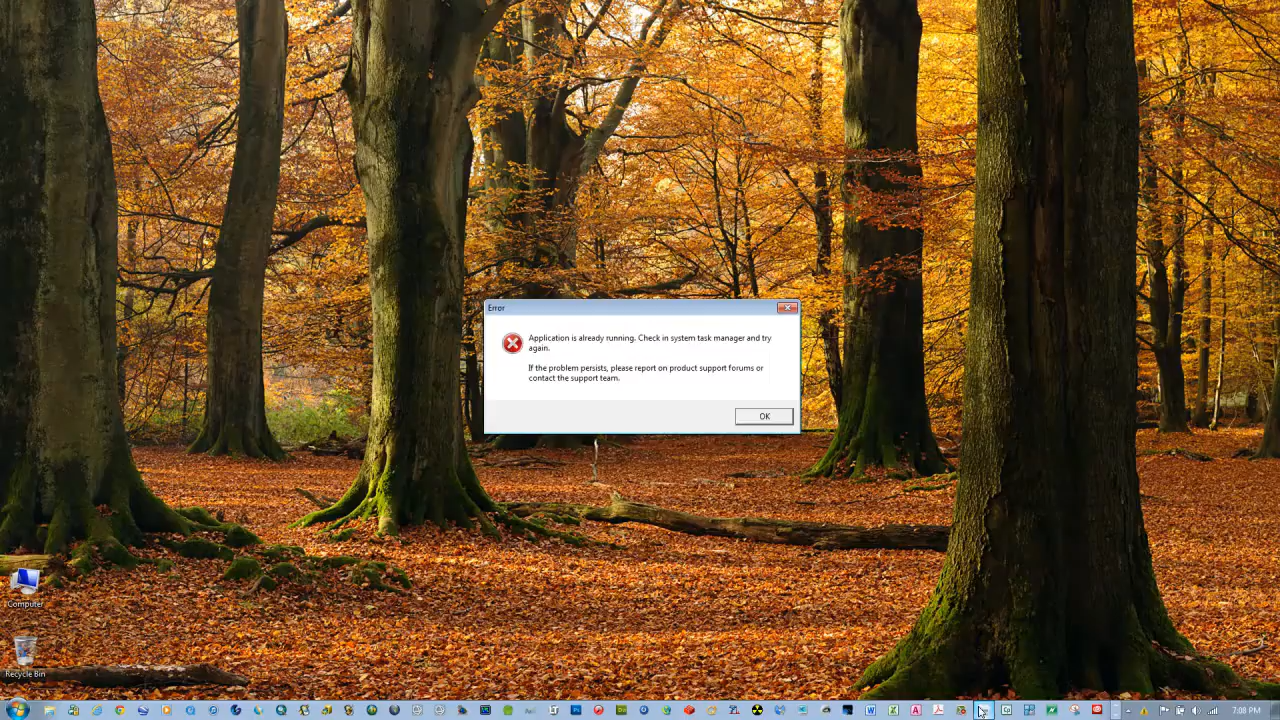 Error
Application is already running. Check in system task manager and try
again.
If the problem persists, please report on product support forums or
contact the support team.
OK
Computer
Recycle Bin
7:08 PM